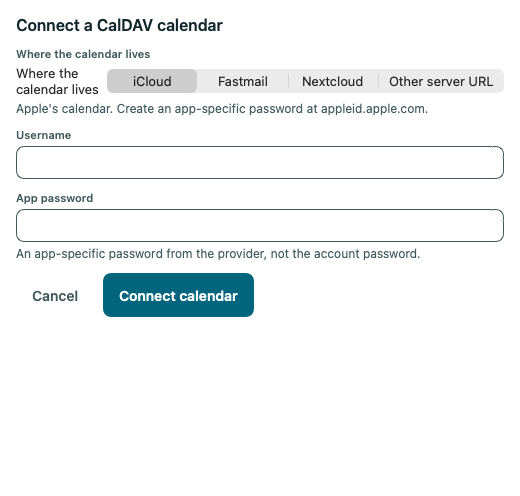 Connect a CalDAV calendar
Where the calendar lives
Where the
calendar lives
iCloud Fastmail Nextcloud Other server URL
Apple's calendar. Create an app-specific password at appleid.apple.com.
Username
App password
An app-specific password from the provider, not the account password.
Cancel Connect calendar